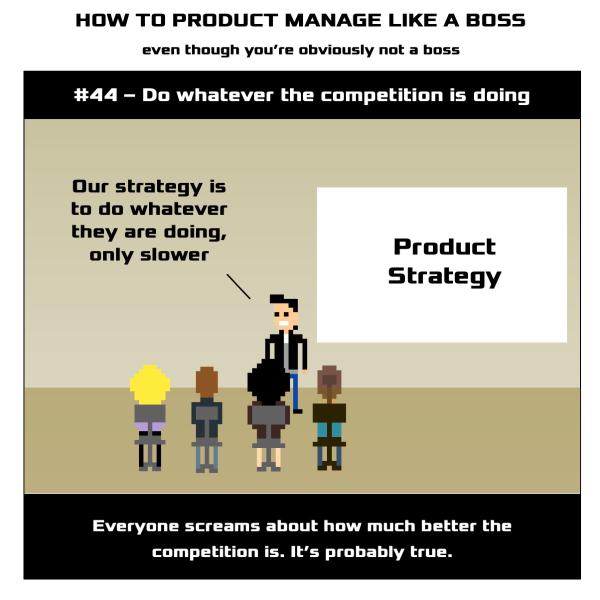 HOW TO PRODUCT MANAGE LIKE A BOSS
even though you're obviously not a boss
#44 – Do whatever the competition is doing
Our strategy is
to do whatever
they are doing,
only slower
Product
Strategy
Everyone screams about how much better the
competition is. It's probably true.